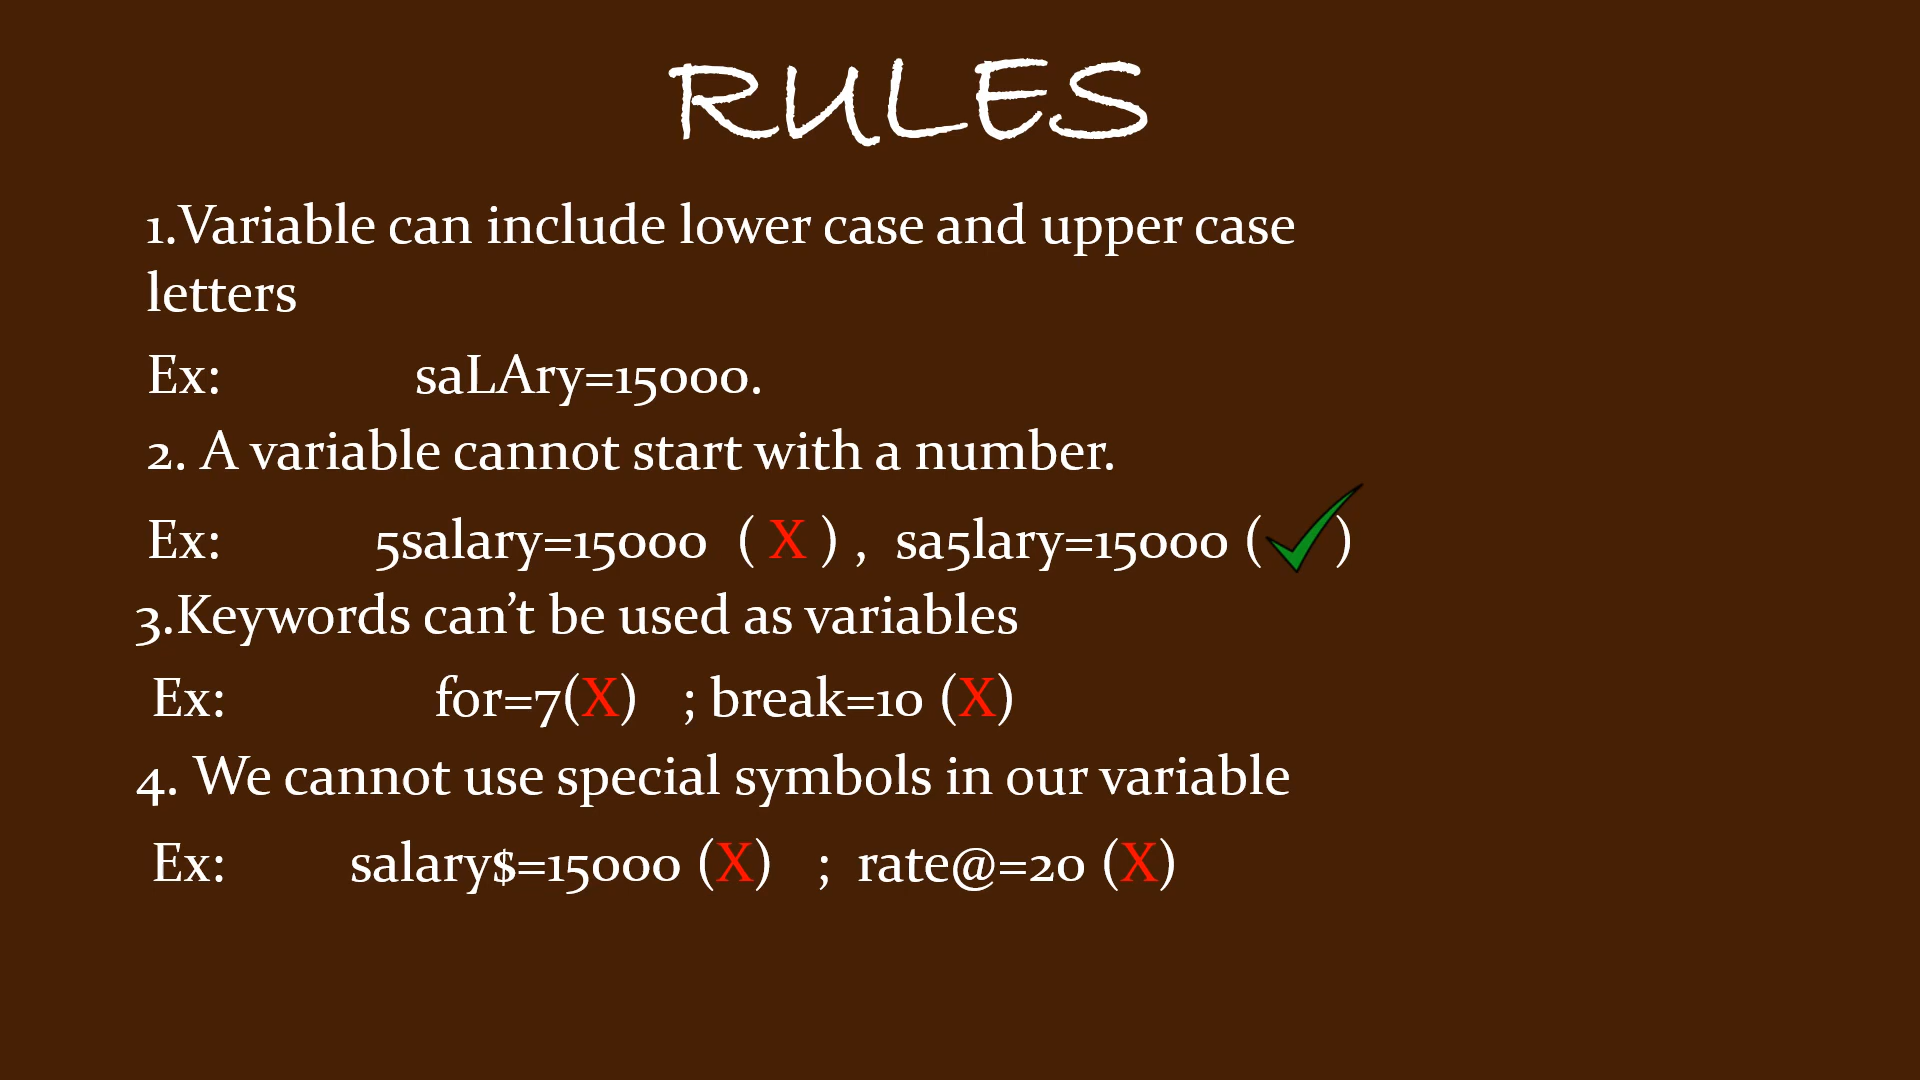 RULES
1.Variable can include lower case and upper case
letters
Ex: saLAry=15000.
2. A variable cannot start with a number.
Ex: 5salary=15000 ( X ) , sa5lary=15000 (✓)
3.Keywords can’t be used as variables
Ex: for=7(X) ; break=10 (X)
4. We cannot use special symbols in our variable
Ex: salary$=15000 (X) ; rate@=20 (X)